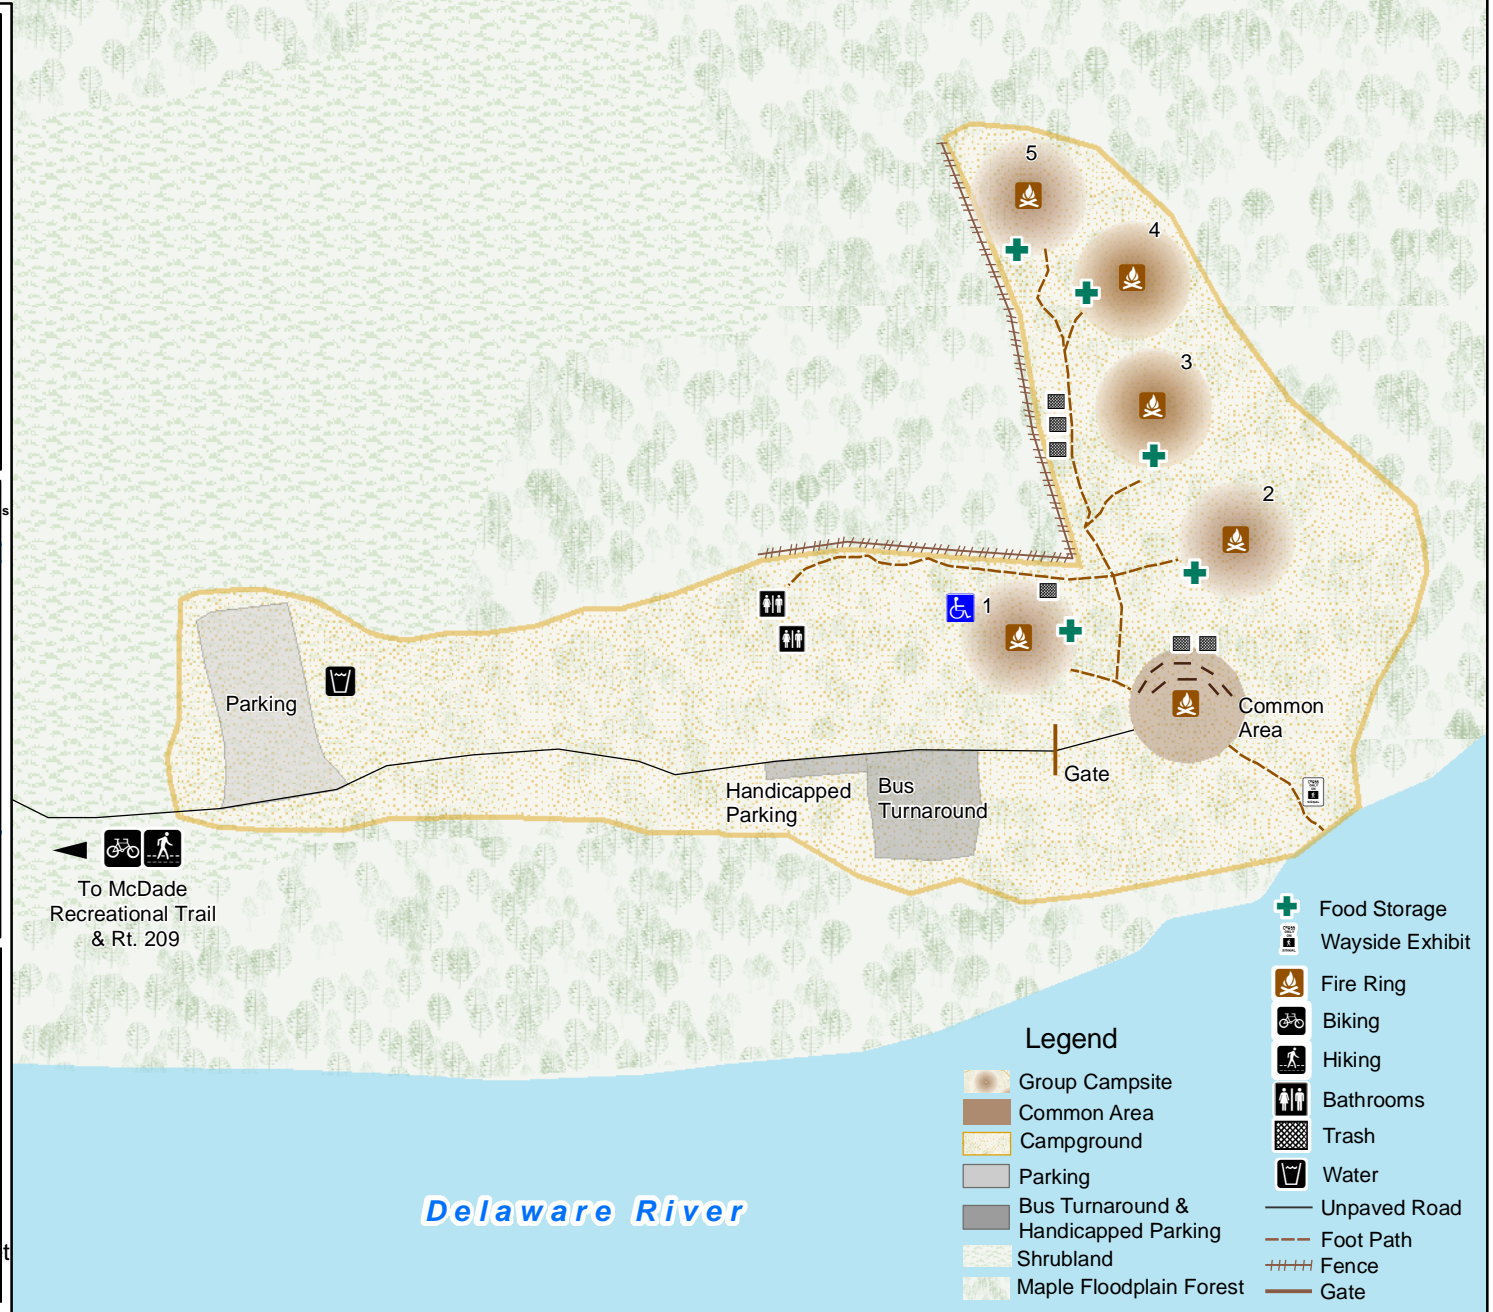 5
4
3
2
1
s
Parking
Common
Area
Gate
Handicapped
Parking
Bus
Turnaround
To McDade
Recreational Trail
& Rt. 209
Delaware River
t
Legend
Group Campsite
Common Area
Campground
Parking
Bus Turnaround &
Handicapped Parking
Shrubland
Maple Floodplain Forest
Food Storage
Wayside Exhibit
Fire Ring
Biking
Hiking
Bathrooms
Trash
Water
Unpaved Road
Foot Path
Fence
Gate